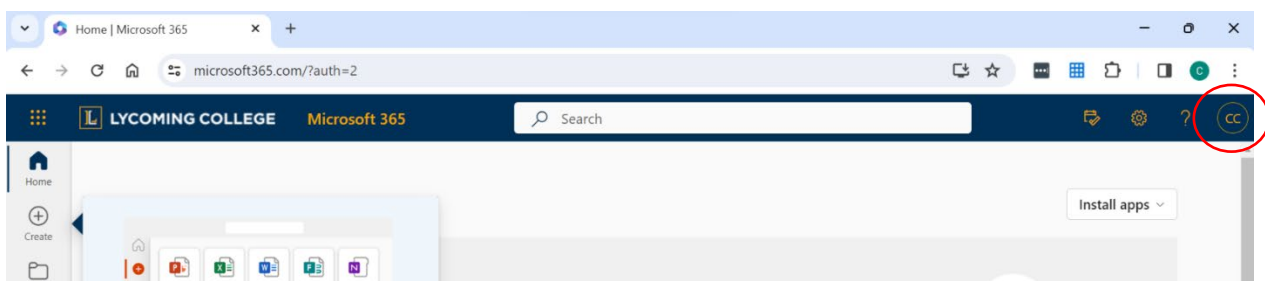 Home | Microsoft 365
microsoft365.com/?auth=2
C
L LYCOMING COLLEGE Microsoft 365 Search ? CC
Home
Install apps
Create
P X W F N